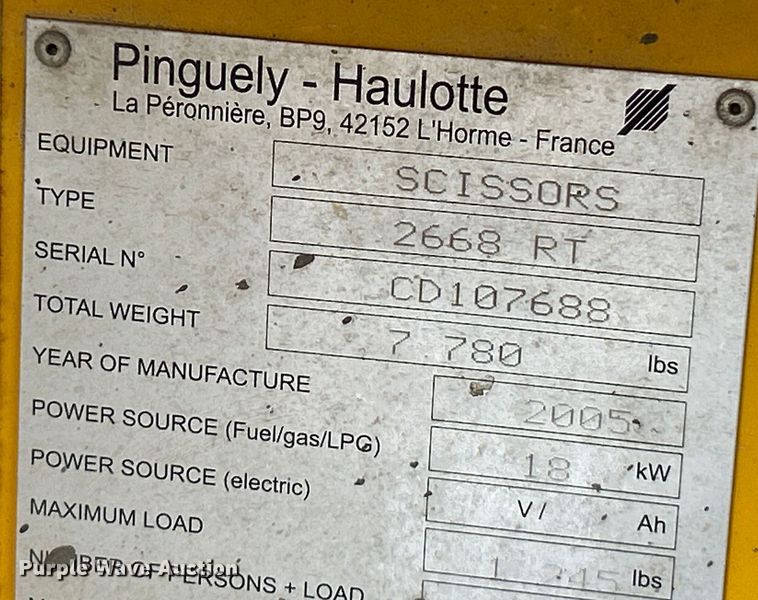 Pinguely - Haulotte
La Péronnière, BP9, 42152 L'Horme - France
EQUIPMENT SCISSORS
TYPE 2668 RT
SERIAL N° CD107688
TOTAL WEIGHT 7 780 lbs
YEAR OF MANUFACTURE 2005
POWER SOURCE (Fuel/gas/LPG) 18 kW
POWER SOURCE (electric) V / Ah
MAXIMUM LOAD lbs
NUMBER OF PERSONS + LOAD
Purple Wave Auction